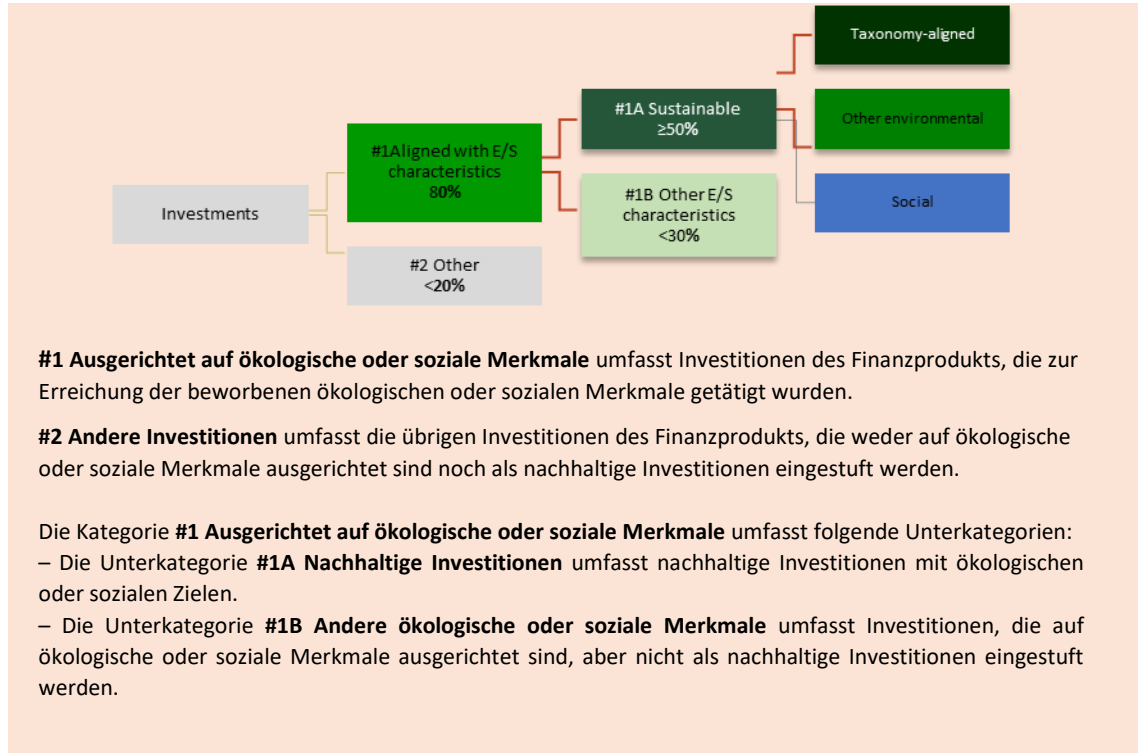 Taxonomy-aligned
#1A Sustainable
≥50%
Other environmental
#1Aligned with E/S
characteristics
80%
#1B Other E/S
characteristics
<30%
Social
Investments
#2 Other
<20%
#1 Ausgerichtet auf ökologische oder soziale Merkmale umfasst Investitionen des Finanzprodukts, die zur
Erreichung der beworbenen ökologischen oder sozialen Merkmale getätigt wurden.
#2 Andere Investitionen umfasst die übrigen Investitionen des Finanzprodukts, die weder auf ökologische
oder soziale Merkmale ausgerichtet sind noch als nachhaltige Investitionen eingestuft werden.
Die Kategorie #1 Ausgerichtet auf ökologische oder soziale Merkmale umfasst folgende Unterkategorien:
– Die Unterkategorie #1A Nachhaltige Investitionen umfasst nachhaltige Investitionen mit ökologischen
oder sozialen Zielen.
– Die Unterkategorie #1B Andere ökologische oder soziale Merkmale umfasst Investitionen, die auf
ökologische oder soziale Merkmale ausgerichtet sind, aber nicht als nachhaltige Investitionen eingestuft
werden.